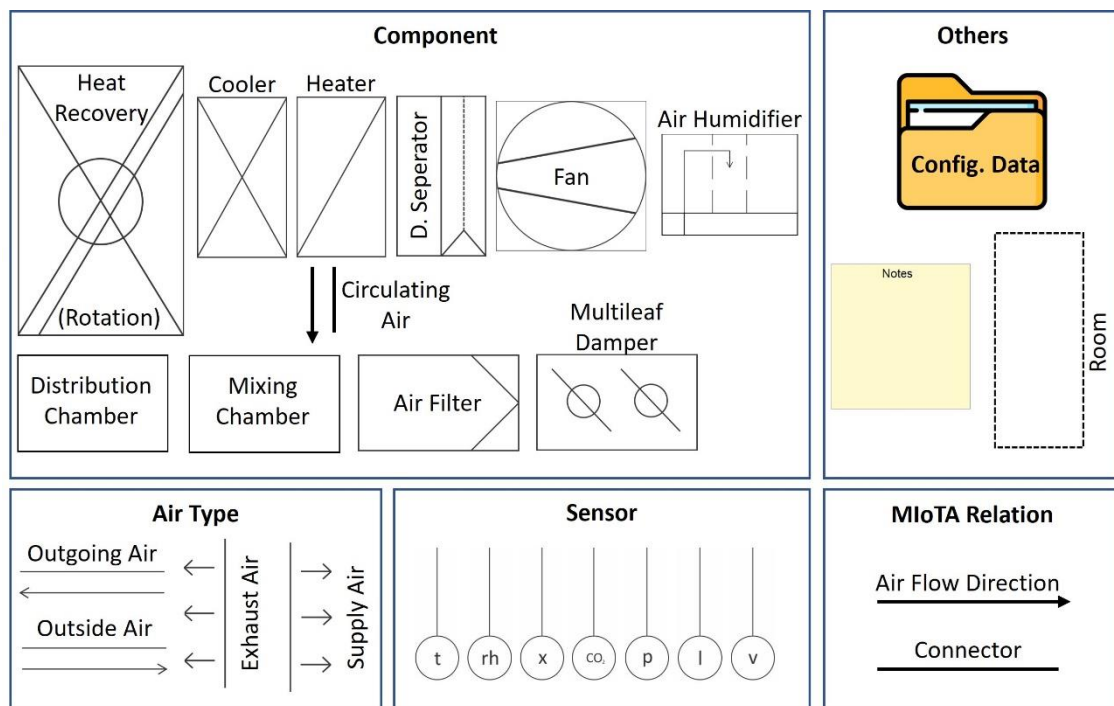 Component
Heat
Recovery
(Rotation)
Cooler
Heater
D. Seperator
Fan
Air Humidifier
Circulating
Air
Distribution
Chamber
Mixing
Chamber
Air Filter
Multileaf
Damper
Others
Config. Data
Notes
Room
Air Type
Outgoing Air
Outside Air
Exhaust Air
Supply Air
Sensor
t
rh
x
CO₂
p
l
v
MIoTA Relation
Air Flow Direction
Connector